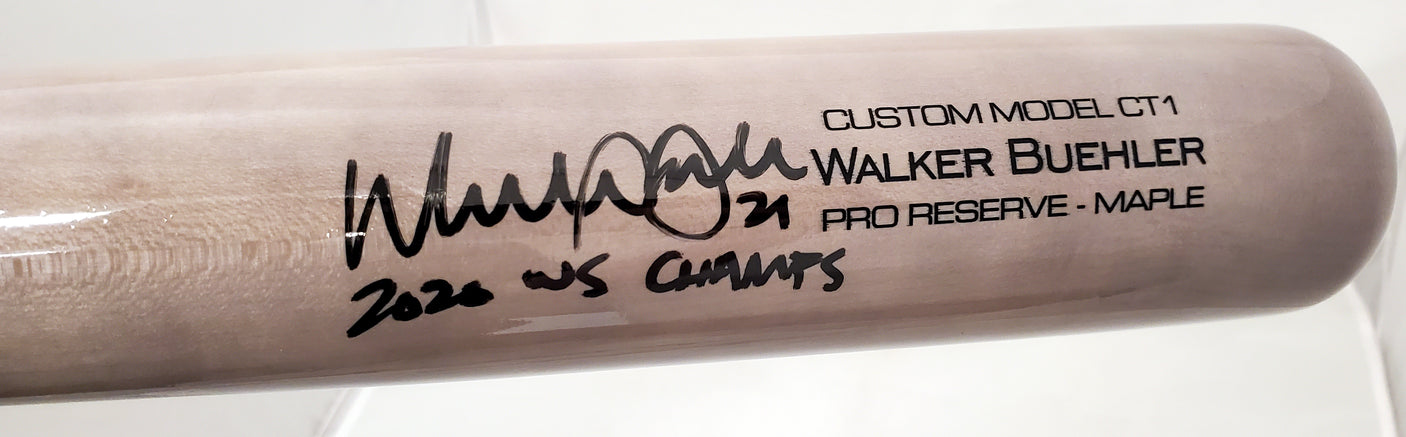 CUSTOM MODEL CT1
WALKER BUEHLER
PRO RESERVE - MAPLE
21
2020 WS CHAMPS